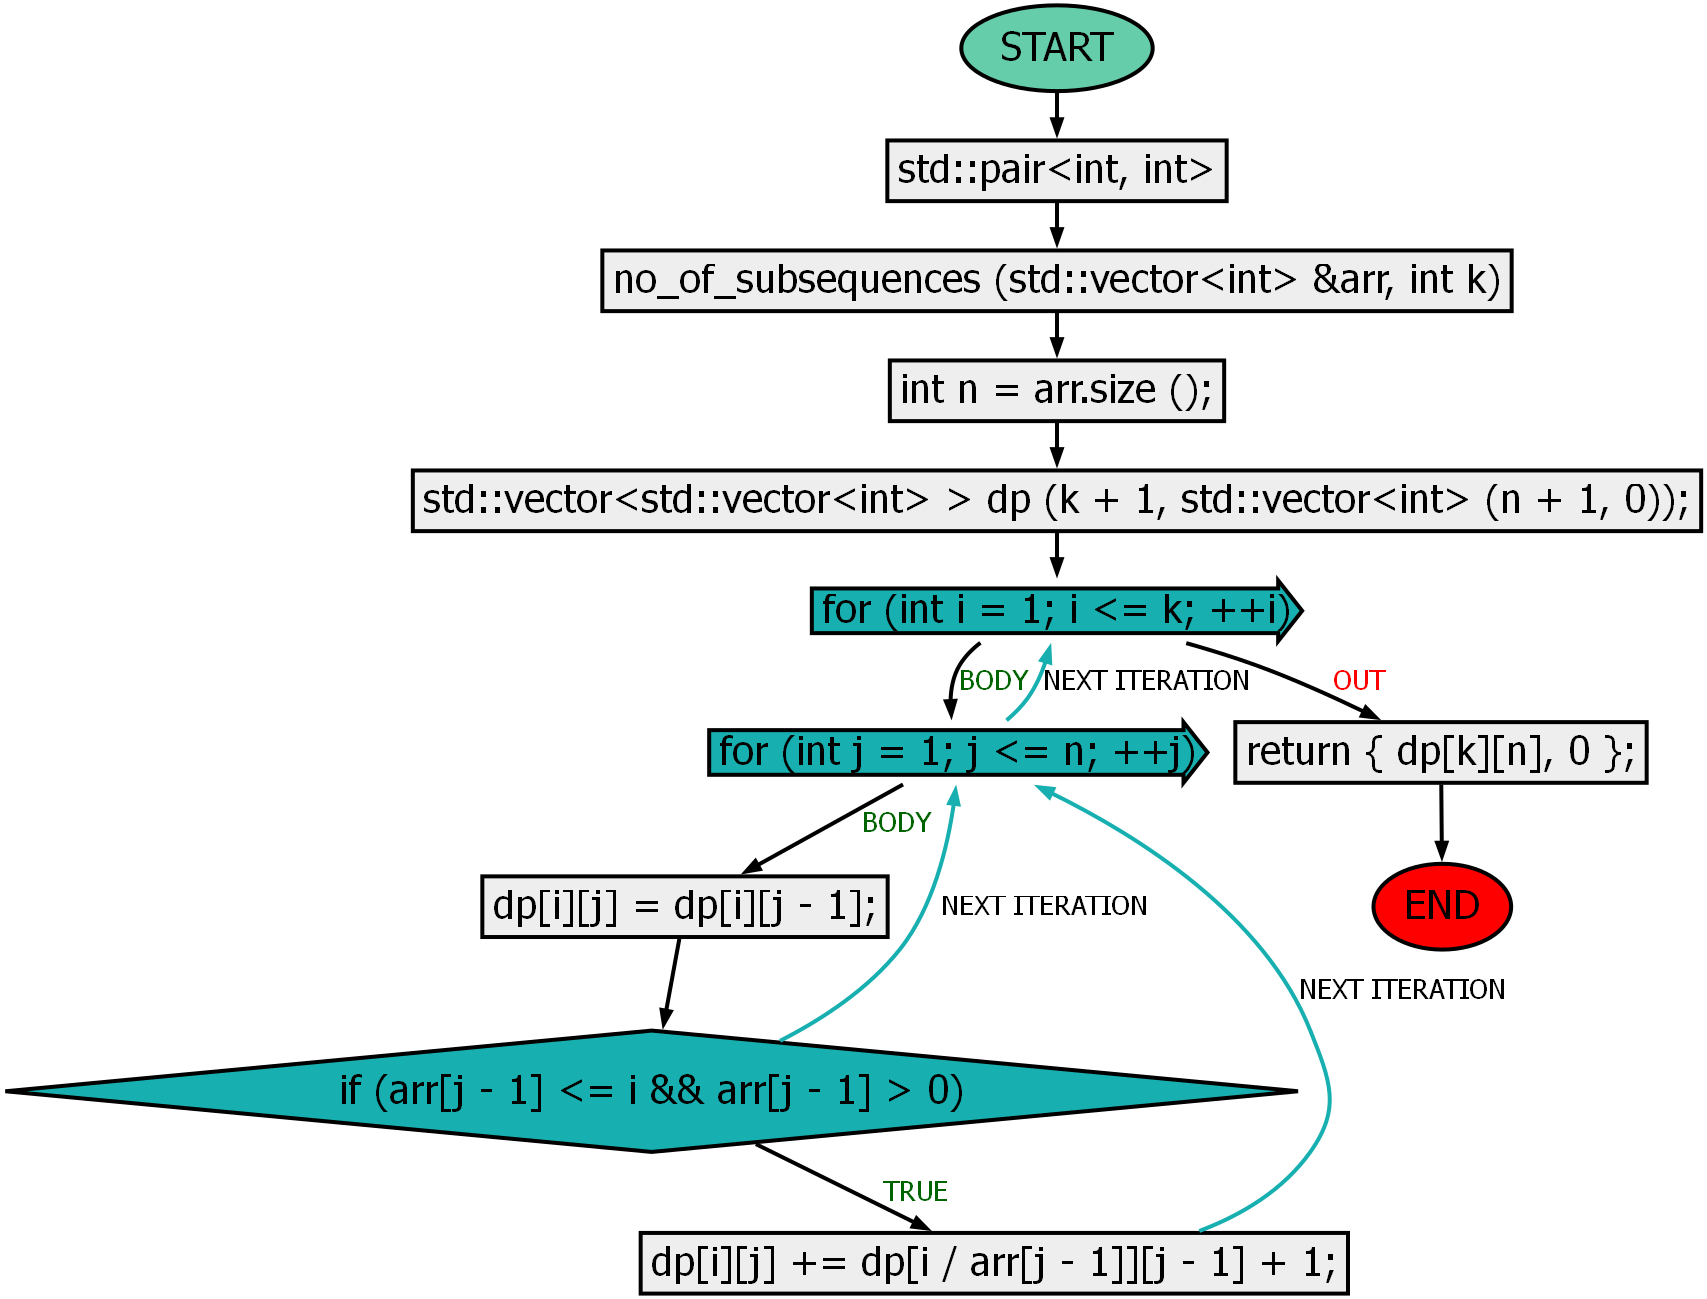 START
std::pair<int, int>
no_of_subsequences (std::vector<int> &arr, int k)
int n = arr.size ();
std::vector<std::vector<int> > dp (k + 1, std::vector<int> (n + 1, 0));
for (int i = 1; i <= k; ++i)
BODY
NEXT ITERATION
OUT
for (int j = 1; j <= n; ++j)
return { dp[k][n], 0 };
BODY
dp[i][j] = dp[i][j - 1];
NEXT ITERATION
END
NEXT ITERATION
if (arr[j - 1] <= i && arr[j - 1] > 0)
TRUE
dp[i][j] += dp[i / arr[j - 1]][j - 1] + 1;